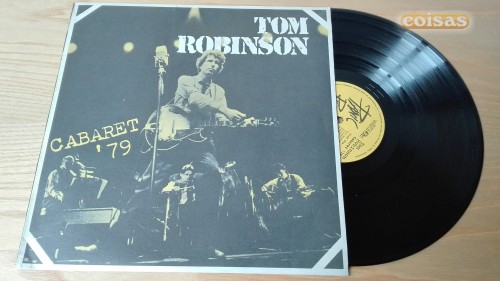 coisas
TOM
ROBINSON
CABARET
'79